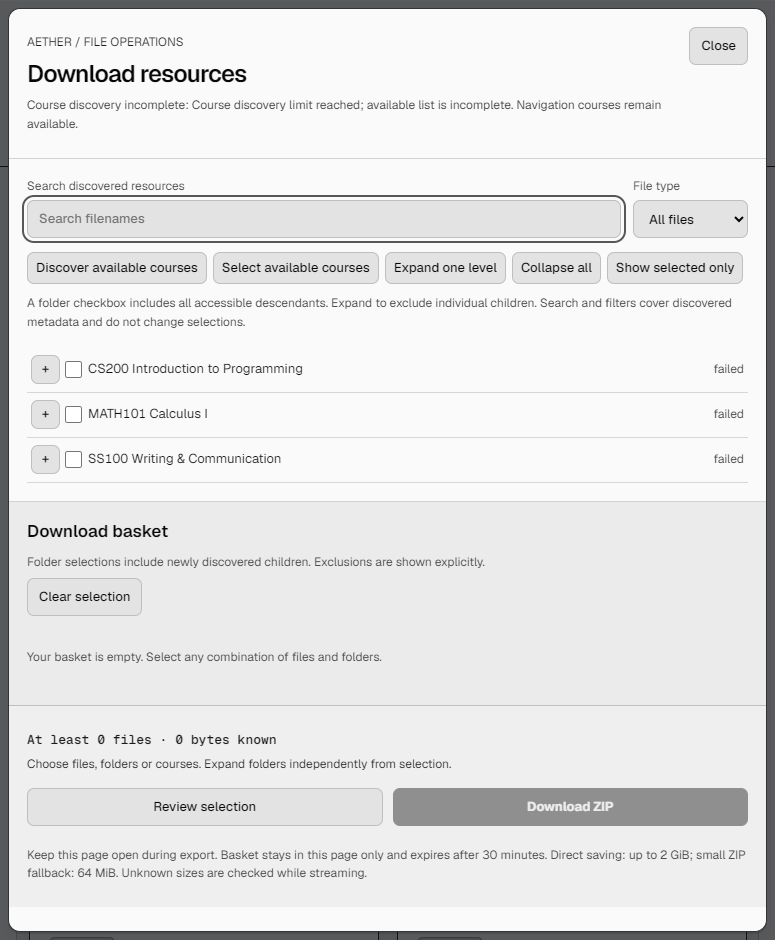 AETHER / FILE OPERATIONS
Close
Download resources
Course discovery incomplete: Course discovery limit reached; available list is incomplete. Navigation courses remain
available.
Search discovered resources
File type
Search filenames
All files
Discover available courses
Select available courses
Expand one level
Collapse all
Show selected only
A folder checkbox includes all accessible descendants. Expand to exclude individual children. Search and filters cover discovered
metadata and do not change selections.
+ CS200 Introduction to Programming failed
+ MATH101 Calculus I failed
+ SS100 Writing & Communication failed
Download basket
Folder selections include newly discovered children. Exclusions are shown explicitly.
Clear selection
Your basket is empty. Select any combination of files and folders.
At least 0 files · 0 bytes known
Choose files, folders or courses. Expand folders independently from selection.
Review selection
Download ZIP
Keep this page open during export. Basket stays in this page only and expires after 30 minutes. Direct saving: up to 2 GiB; small ZIP
fallback: 64 MiB. Unknown sizes are checked while streaming.